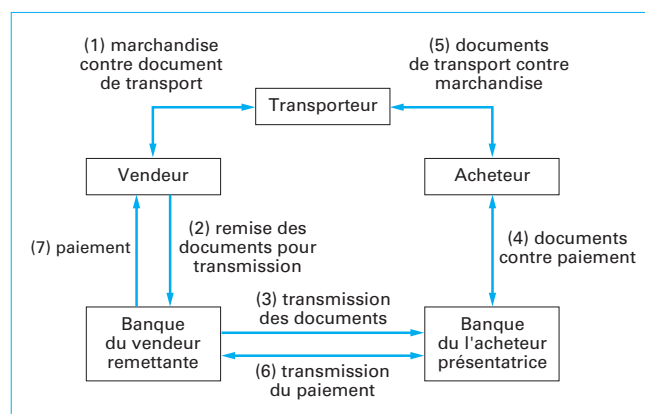 (1) marchandise
contre document
de transport
(5) documents
de transport contre
marchandise
Transporteur
Vendeur
Acheteur
(7) paiement
(2) remise des
documents pour
transmission
(4) documents
contre paiement
(3) transmission
des documents
Banque
du vendeur
remettante
Banque
du l'acheteur
présentatrice
(6) transmission
du paiement